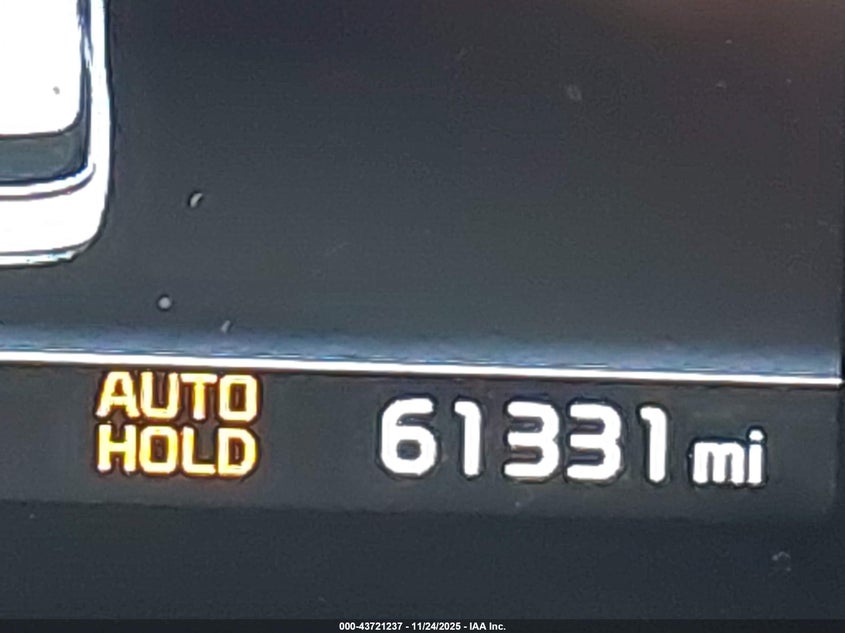 AUTO
HOLD
61331 mi
000-43721237 - 11/24/2025 - IAA Inc.